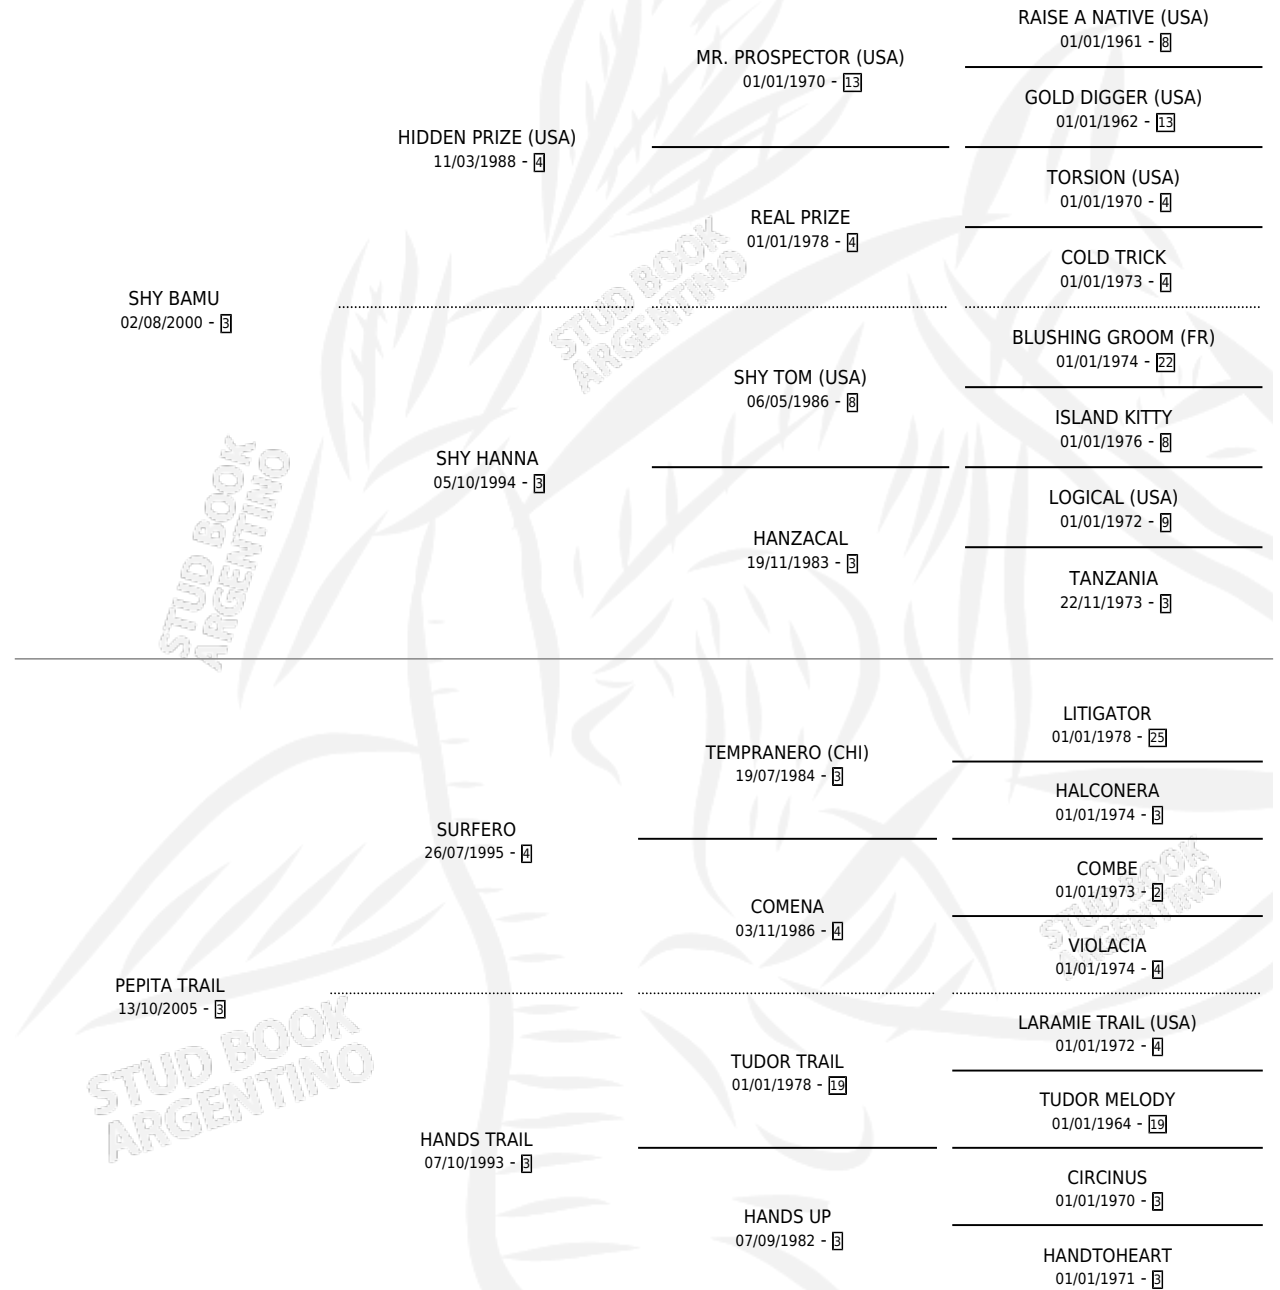 RAISE A NATIVE (USA)
01/01/1961 - 8
MR. PROSPECTOR (USA)
01/01/1970 - 13
GOLD DIGGER (USA)
01/01/1962 - 13
HIDDEN PRIZE (USA)
11/03/1988 - 4
TORSION (USA)
01/01/1970 - 4
REAL PRIZE
01/01/1978 - 4
COLD TRICK
01/01/1973 - 4
SHY BAMU
02/08/2000 - 3
BLUSHING GROOM (FR)
01/01/1974 - 22
SHY TOM (USA)
06/05/1986 - 8
ISLAND KITTY
01/01/1976 - 8
SHY HANNA
05/10/1994 - 3
LOGICAL (USA)
01/01/1972 - 9
HANZACAL
19/11/1983 - 3
TANZANIA
22/11/1973 - 3
LITIGATOR
01/01/1978 - 25
TEMPRANERO (CHI)
19/07/1984 - 3
HALCONERA
01/01/1974 - 3
SURFERO
26/07/1995 - 4
COMBE
01/01/1973 - 2
COMENA
03/11/1986 - 4
VIOLACIA
01/01/1974 - 4
PEPITA TRAIL
13/10/2005 - 3
LARAMIE TRAIL (USA)
01/01/1972 - 4
TUDOR TRAIL
01/01/1978 - 19
TUDOR MELODY
01/01/1964 - 19
HANDS TRAIL
07/10/1993 - 3
CIRCINUS
01/01/1970 - 3
HANDS UP
07/09/1982 - 3
HANDTOHEART
01/01/1971 - 3
STUD BOOK
ARGENTINO
STUD BOOK
ARGENTINO
STUD BOOK
ARGENTINO
STUD BOOK
ARGENTINO